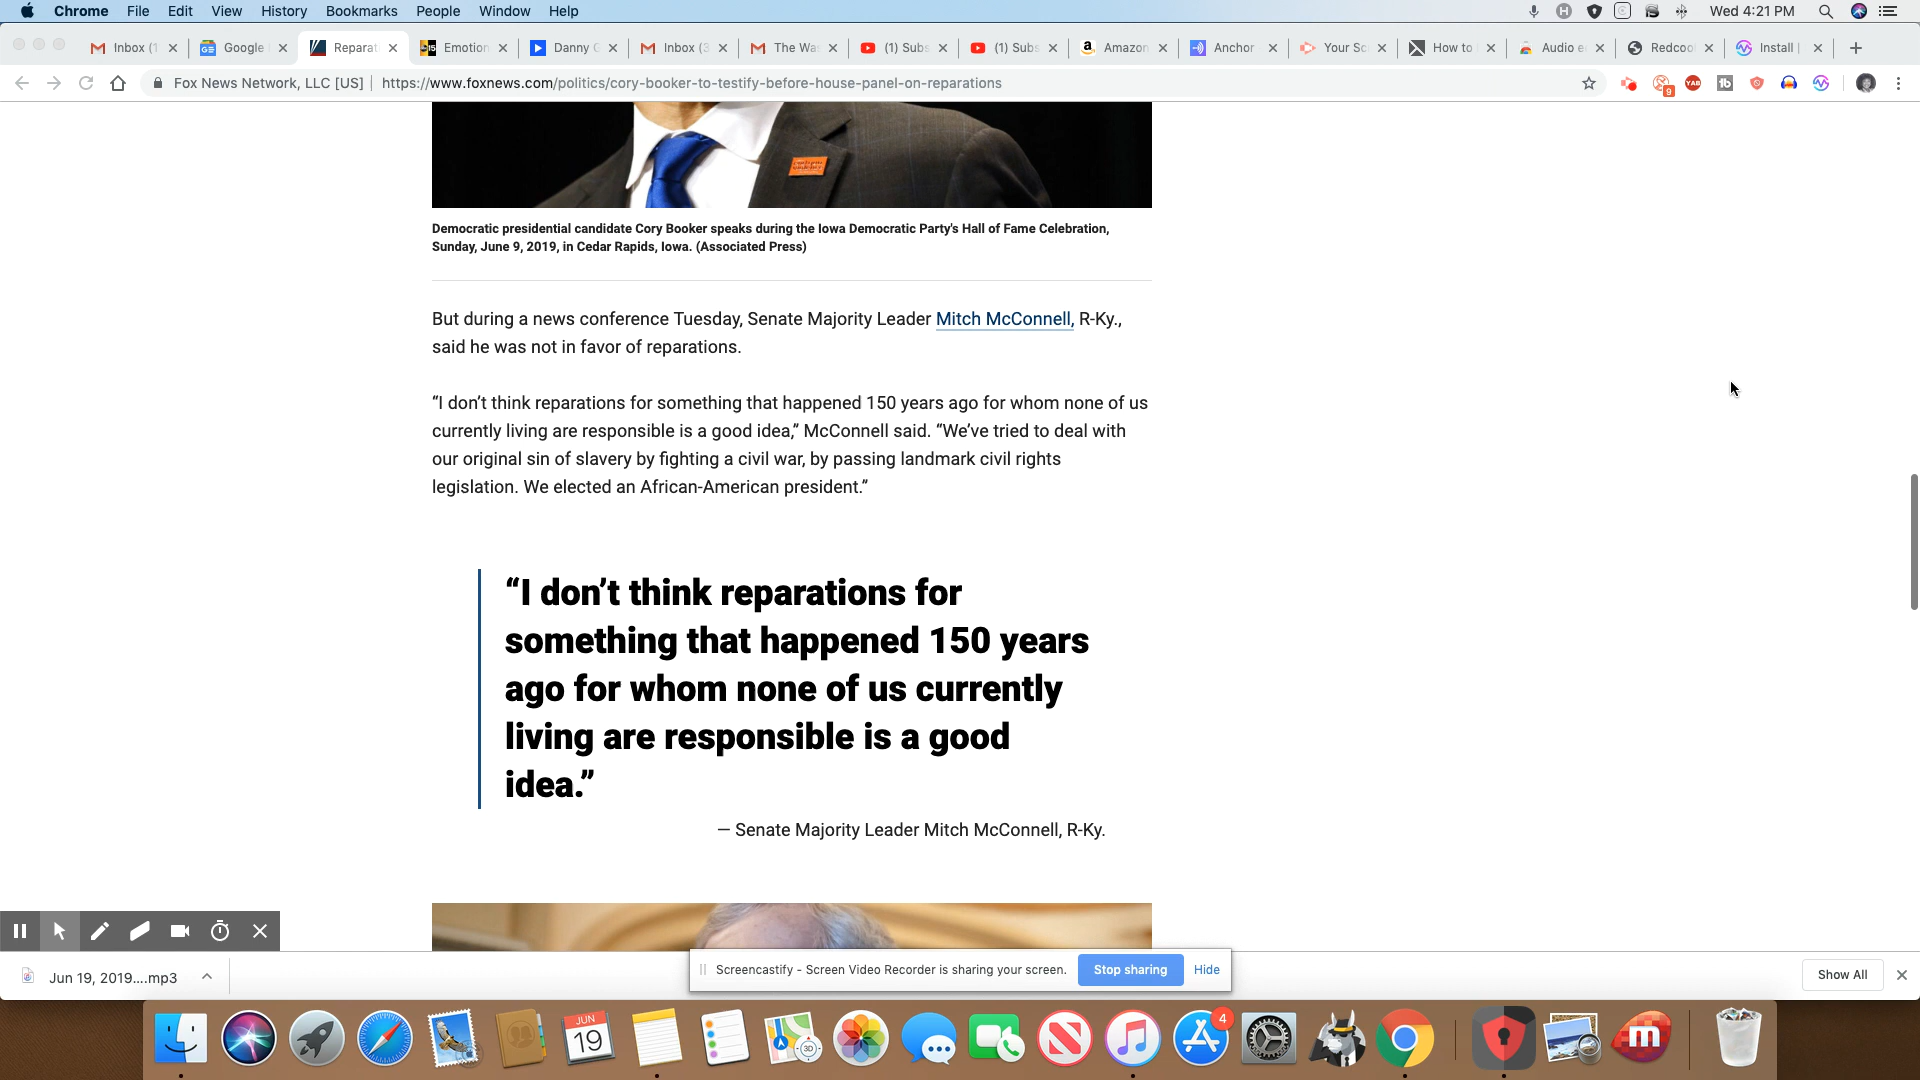 Chrome File Edit View History Bookmarks People Window Help Wed 4:21 PM
Inbox (1 Google Reparat Emotion Danny Inbox (3 The Wa (1) Subs (1) Subs Amazon Anchor Your Sc How to Audio e Redcoo Install
Fox News Network, LLC [US] https://www.foxnews.com/politics/cory-booker-to-testify-before-house-panel-on-reparations
9 YAB tb
Democratic presidential candidate Cory Booker speaks during the Iowa Democratic Party's Hall of Fame Celebration,
Sunday, June 9, 2019, in Cedar Rapids, Iowa. (Associated Press)
But during a news conference Tuesday, Senate Majority Leader Mitch McConnell, R-Ky.,
said he was not in favor of reparations.
“I don’t think reparations for something that happened 150 years ago for whom none of us
currently living are responsible is a good idea,” McConnell said. “We’ve tried to deal with
our original sin of slavery by fighting a civil war, by passing landmark civil rights
legislation. We elected an African-American president.”
“I don’t think reparations for
something that happened 150 years
ago for whom none of us currently
living are responsible is a good
idea.”
— Senate Majority Leader Mitch McConnell, R-Ky.
Screencastify - Screen Video Recorder is sharing your screen. Stop sharing Hide
Jun 19, 2019....mp3
Show All
JUN
19
3D
4